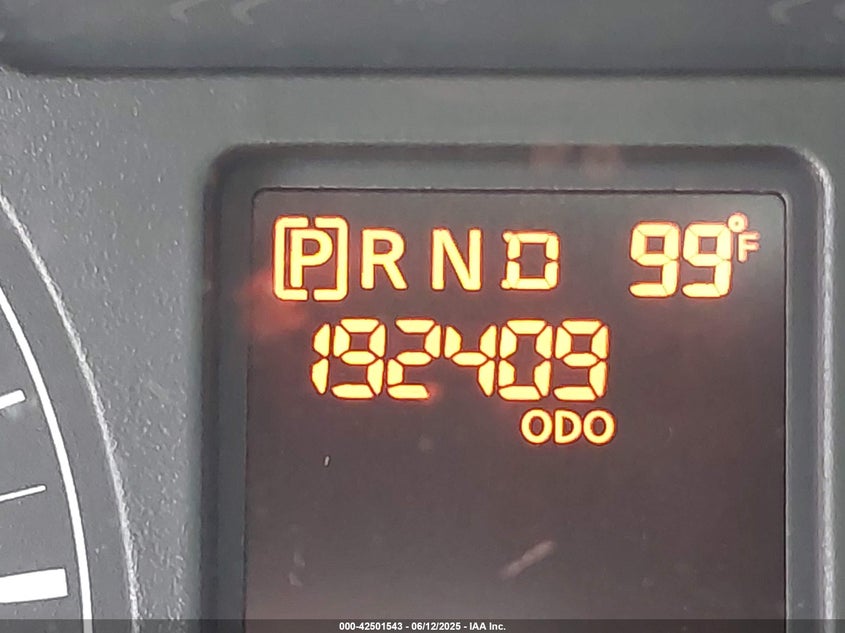 [P] R N D 99°F
192409
ODO
000-42501543 - 06/12/2025 - IAA Inc.